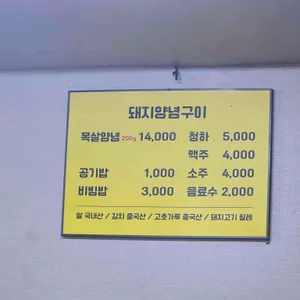 돼지양념구이
목살양념 200g 14,000 청하 5,000
맥주 4,000
공기밥 1,000 소주 4,000
비빔밥 3,000 음료수 2,000
쌀 국내산 / 김치 중국산 / 고춧가루 중국산 / 돼지고기 칠레